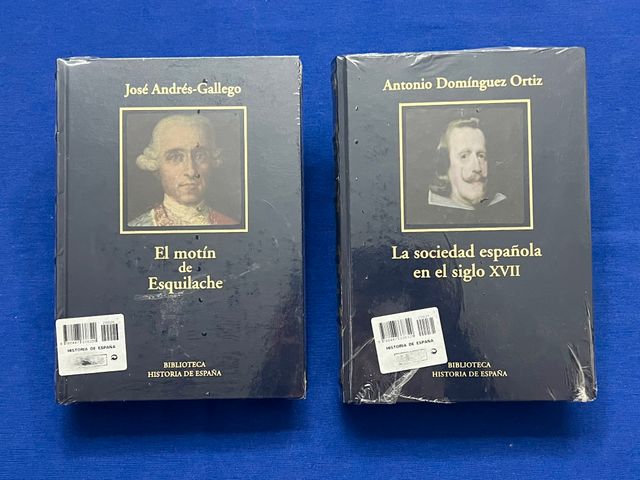 José Andrés-Gallego
El motín
de
Esquilache
HISTORIA DE ESPAÑA
BIBLIOTECA
HISTORIA DE ESPAÑA
Antonio Domínguez Ortiz
La sociedad española
en el siglo XVII
HISTORIA DE ESPAÑA
BIBLIOTECA
HISTORIA DE ESPAÑA